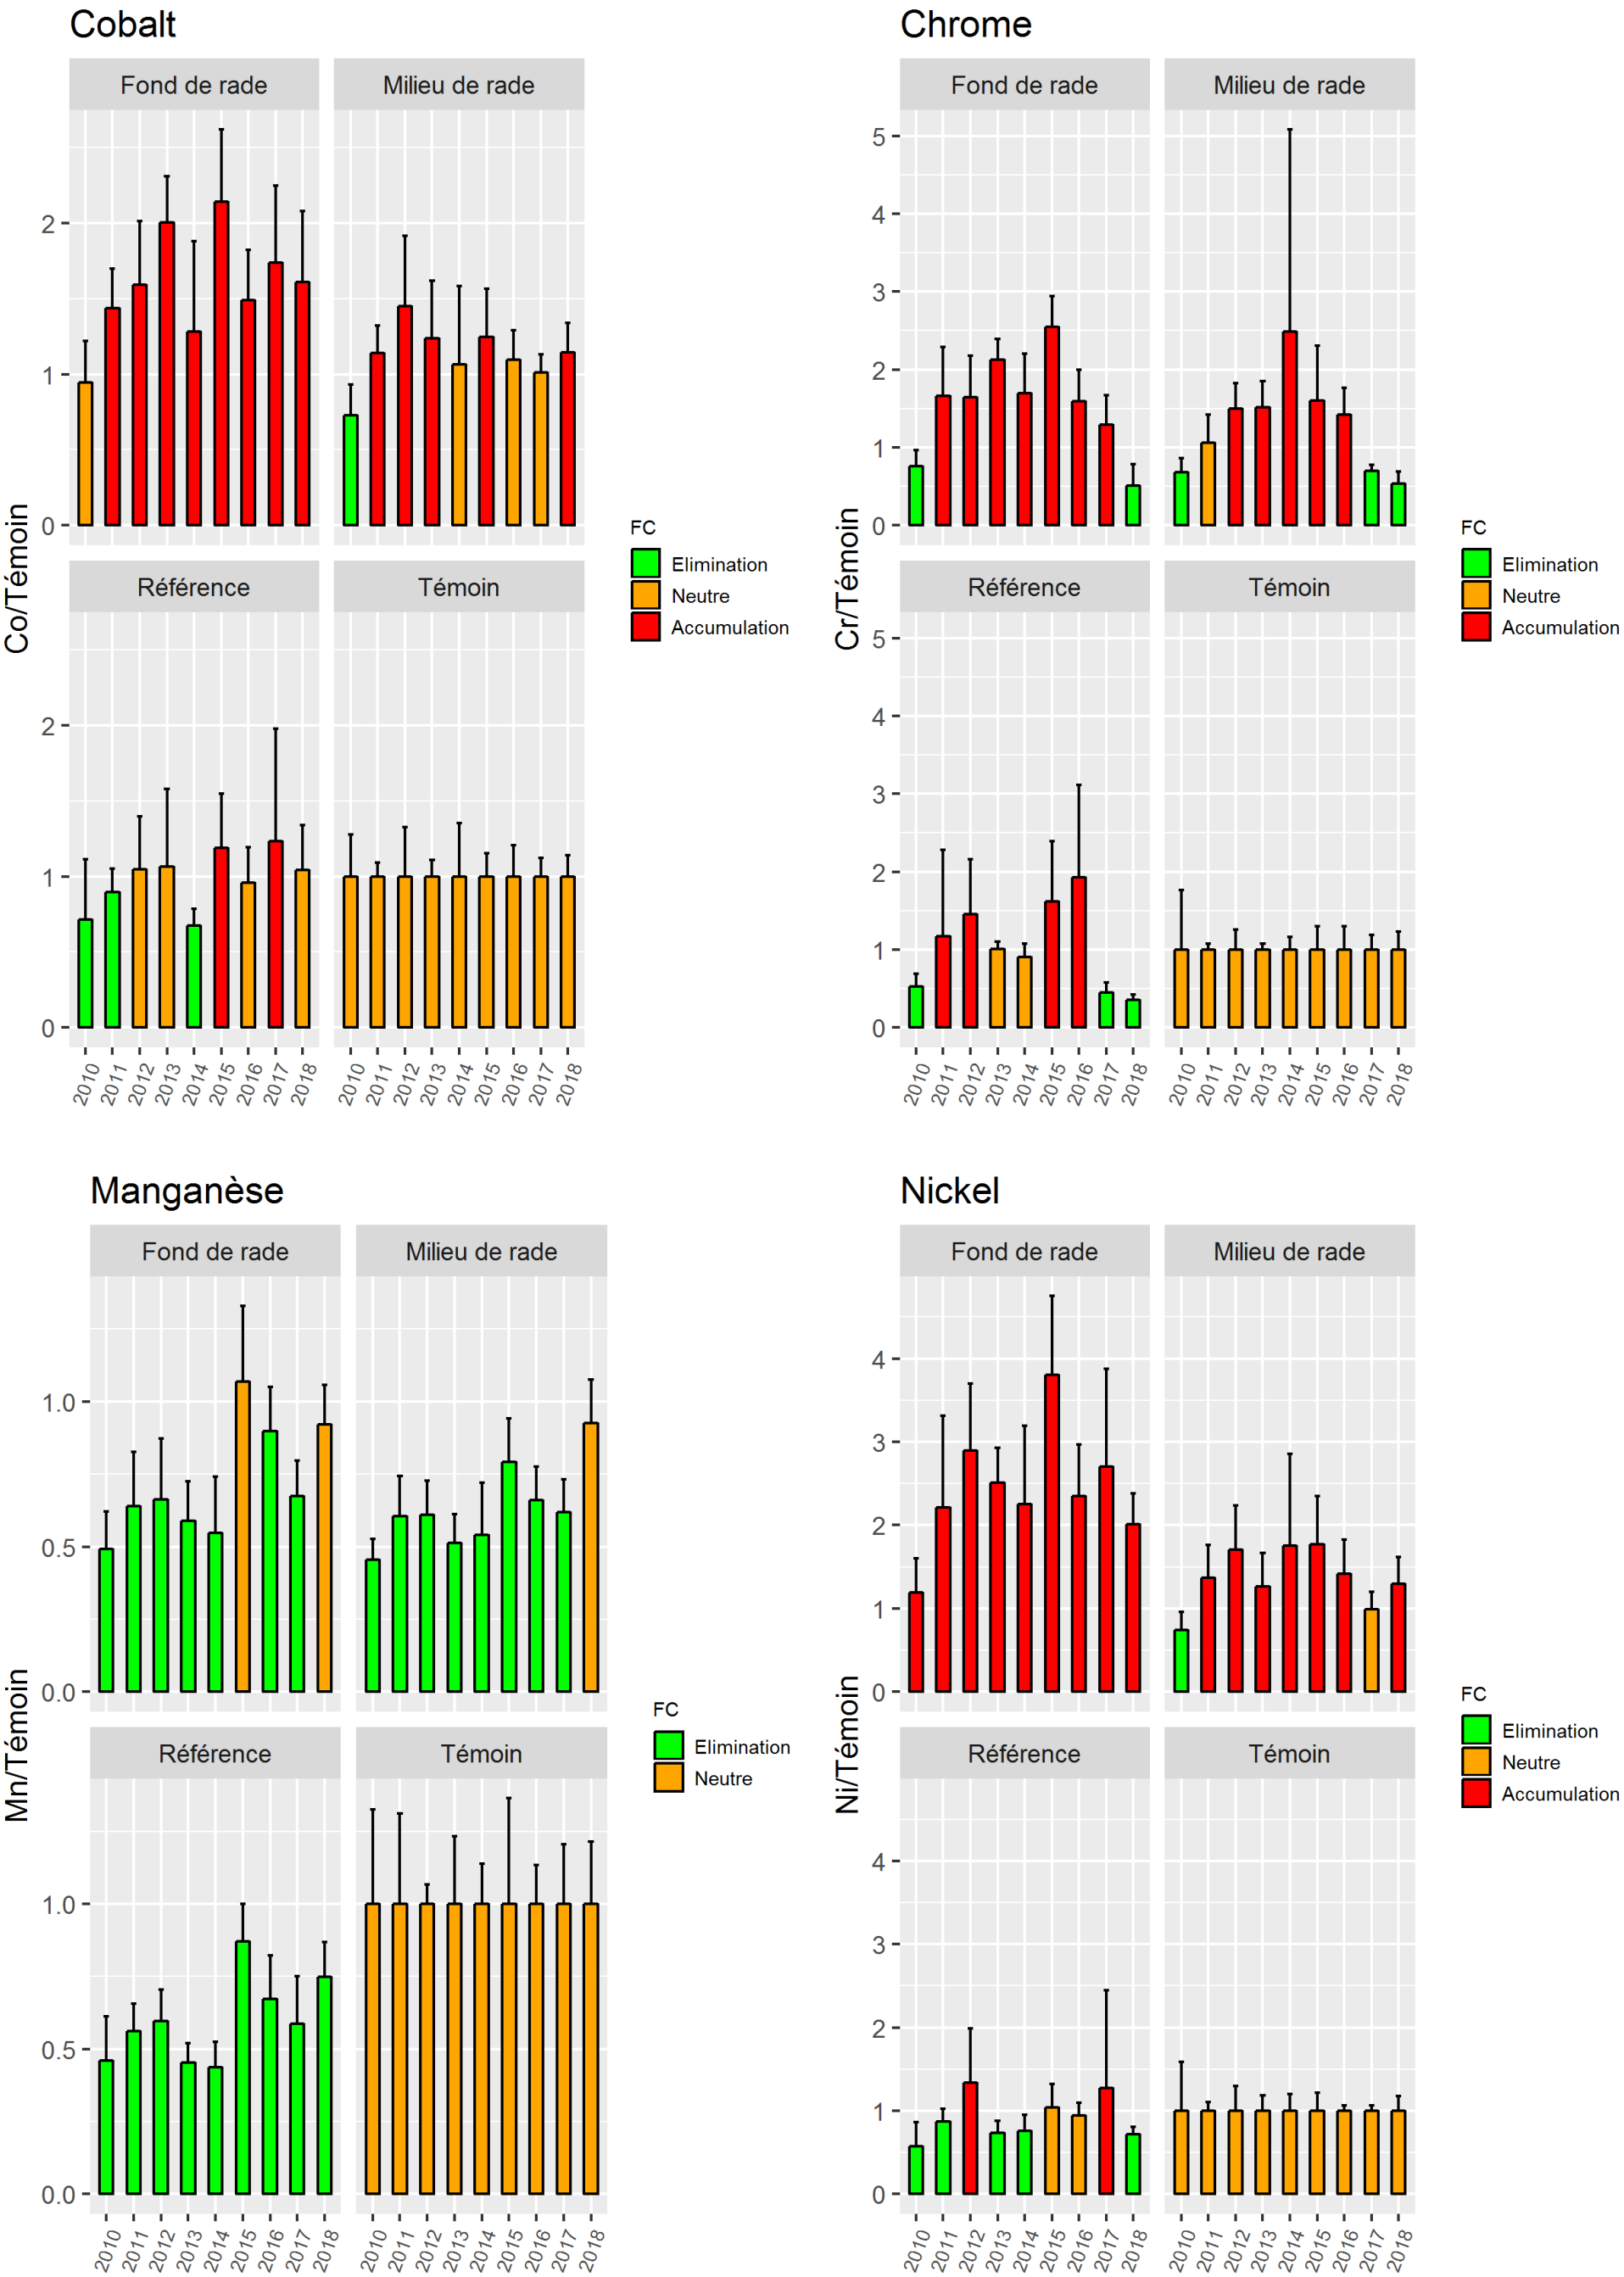 Cobalt
Fond de rade
Milieu de rade
2
1
0
Référence
Témoin
2
1
0
Co/Témoin
2010 2011 2012 2013 2014 2015 2016 2017 2018
2010 2011 2012 2013 2014 2015 2016 2017 2018
FC
Elimination
Neutre
Accumulation
Chrome
Fond de rade
Milieu de rade
5
4
3
2
1
0
Référence
Témoin
5
4
3
2
1
0
Cr/Témoin
2010 2011 2012 2013 2014 2015 2016 2017 2018
2010 2011 2012 2013 2014 2015 2016 2017 2018
FC
Elimination
Neutre
Accumulation
Manganèse
Fond de rade
Milieu de rade
1.0
0.5
0.0
Référence
Témoin
1.0
0.5
0.0
Mn/Témoin
2010 2011 2012 2013 2014 2015 2016 2017 2018
2010 2011 2012 2013 2014 2015 2016 2017 2018
FC
Elimination
Neutre
Nickel
Fond de rade
Milieu de rade
4
3
2
1
0
Référence
Témoin
4
3
2
1
0
Ni/Témoin
2010 2011 2012 2013 2014 2015 2016 2017 2018
2010 2011 2012 2013 2014 2015 2016 2017 2018
FC
Elimination
Neutre
Accumulation